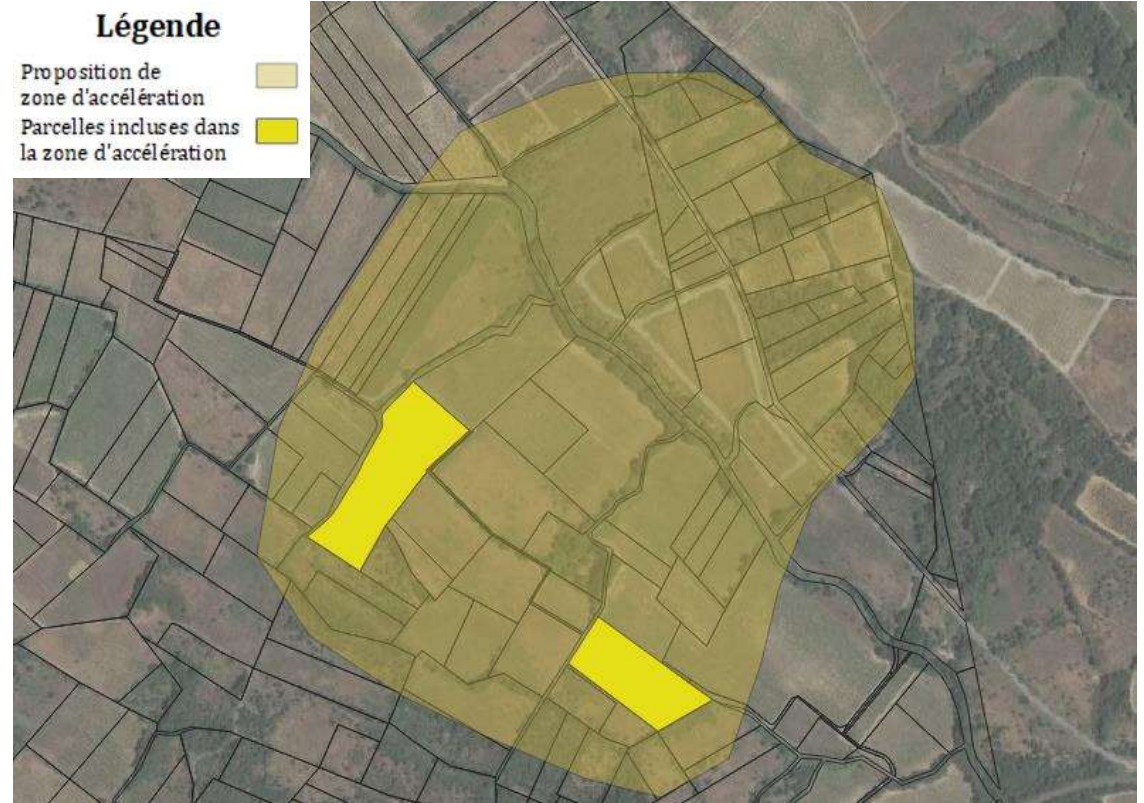 Légende
Proposition de
zone d'accélération
Parcelles incluses dans
la zone d'accélération